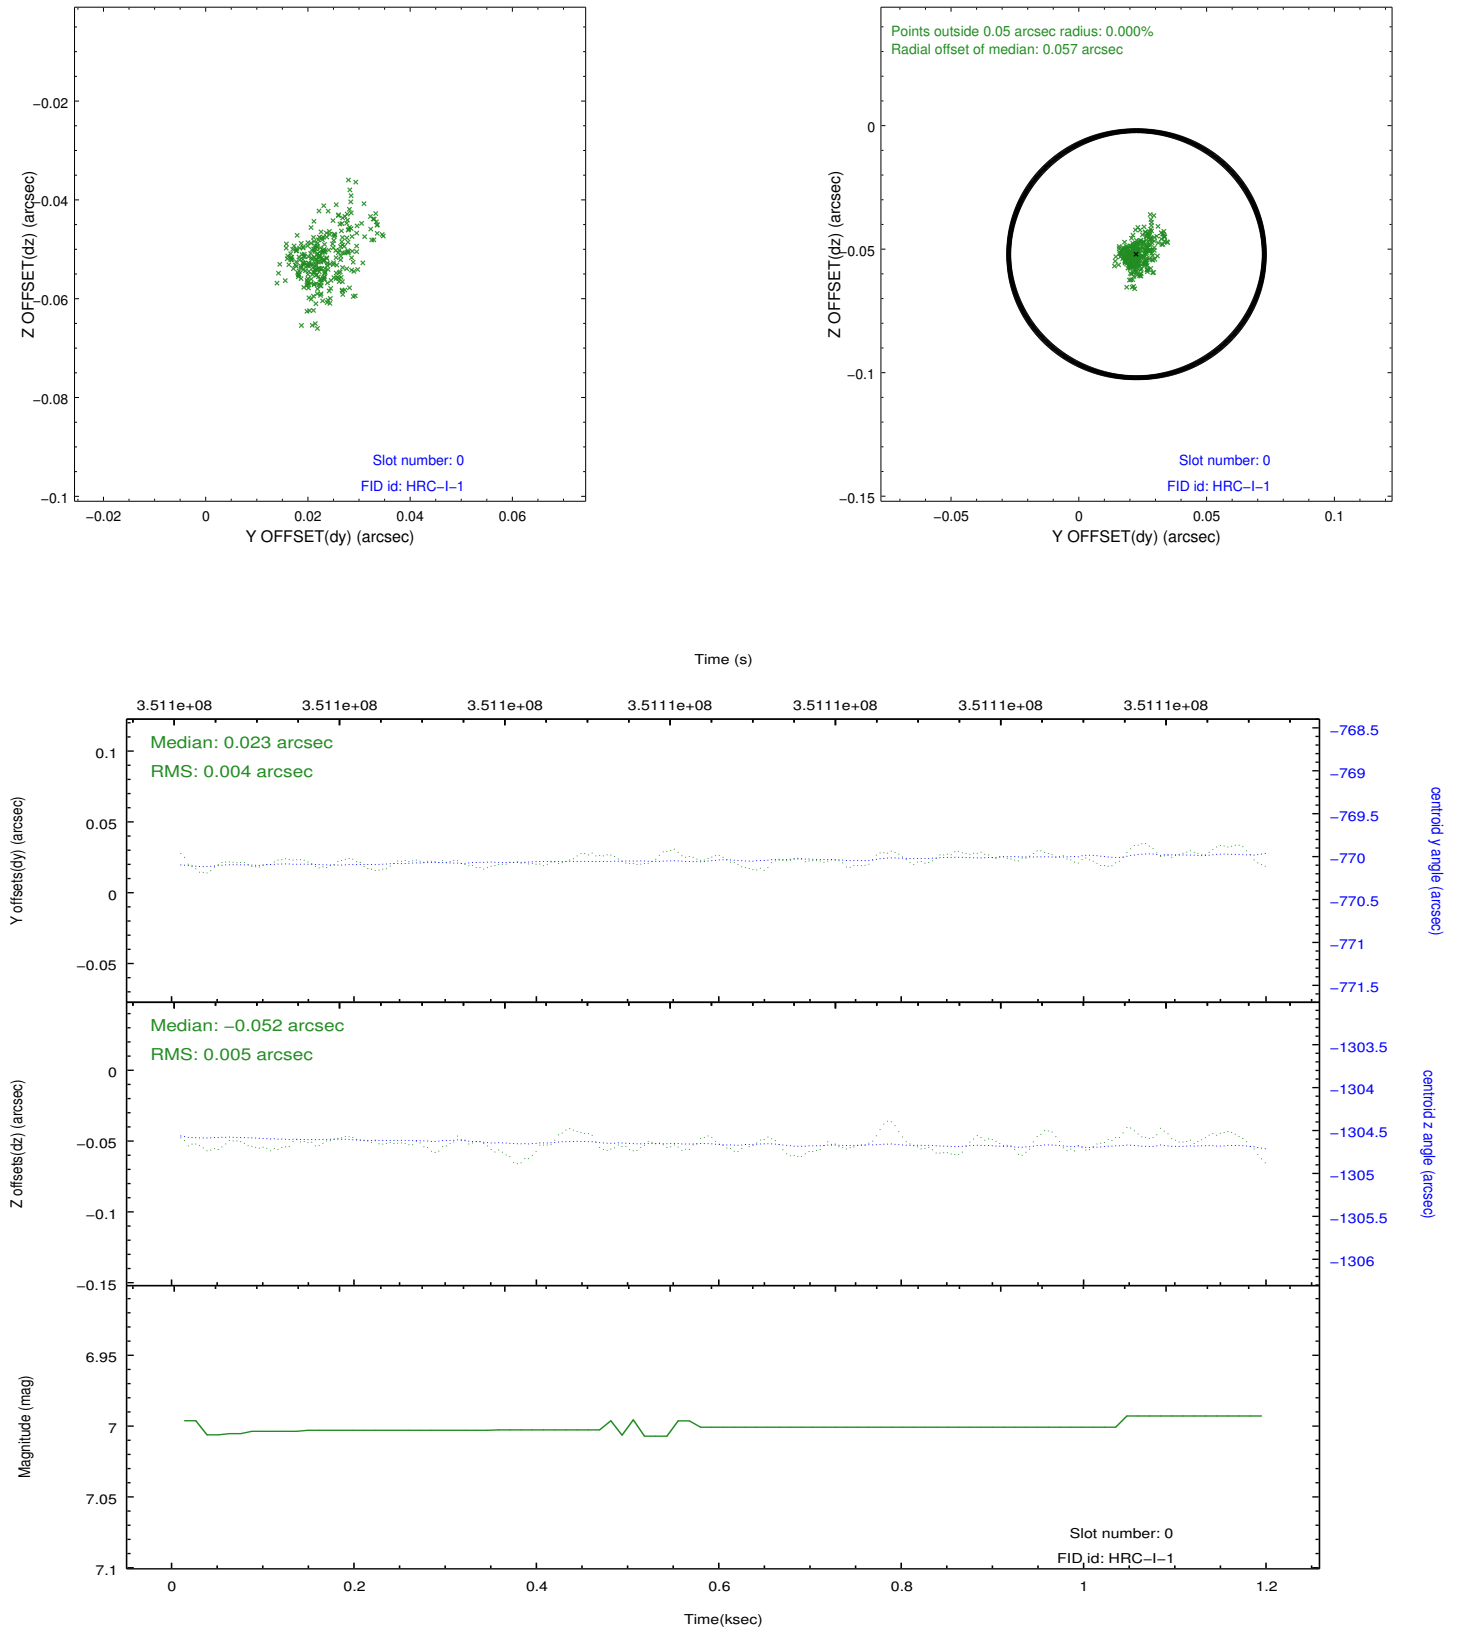 −0.02
−0.04
−0.06
−0.08
−0.1
Z OFFSET(dz) (arcsec)
Slot number: 0
FID id: HRC−I−1
−0.02 0 0.02 0.04 0.06
Y OFFSET(dy) (arcsec)
Points outside 0.05 arcsec radius: 0.000%
Radial offset of median: 0.057 arcsec
0
−0.05
−0.1
−0.15
Z OFFSET(dz) (arcsec)
Slot number: 0
FID id: HRC−I−1
−0.05 0 0.05 0.1
Y OFFSET(dy) (arcsec)
Time (s)
3.511e+08 3.511e+08 3.511e+08 3.5111e+08 3.5111e+08 3.5111e+08 3.5111e+08
Median: 0.023 arcsec
RMS: 0.004 arcsec
0.1
0.05
0
−0.05
Y offsets(dy) (arcsec)
−768.5
−769
−769.5
−770
−770.5
−771
−771.5
centroid y angle (arcsec)
Median: −0.052 arcsec
RMS: 0.005 arcsec
0
−0.05
−0.1
−0.15
Z offsets(dz) (arcsec)
−1303.5
−1304
−1304.5
−1305
−1305.5
−1306
centroid z angle (arcsec)
6.95
7
7.05
7.1
Magnitude (mag)
Slot number: 0
FID id: HRC−I−1
0 0.2 0.4 0.6 0.8 1 1.2
Time(ksec)